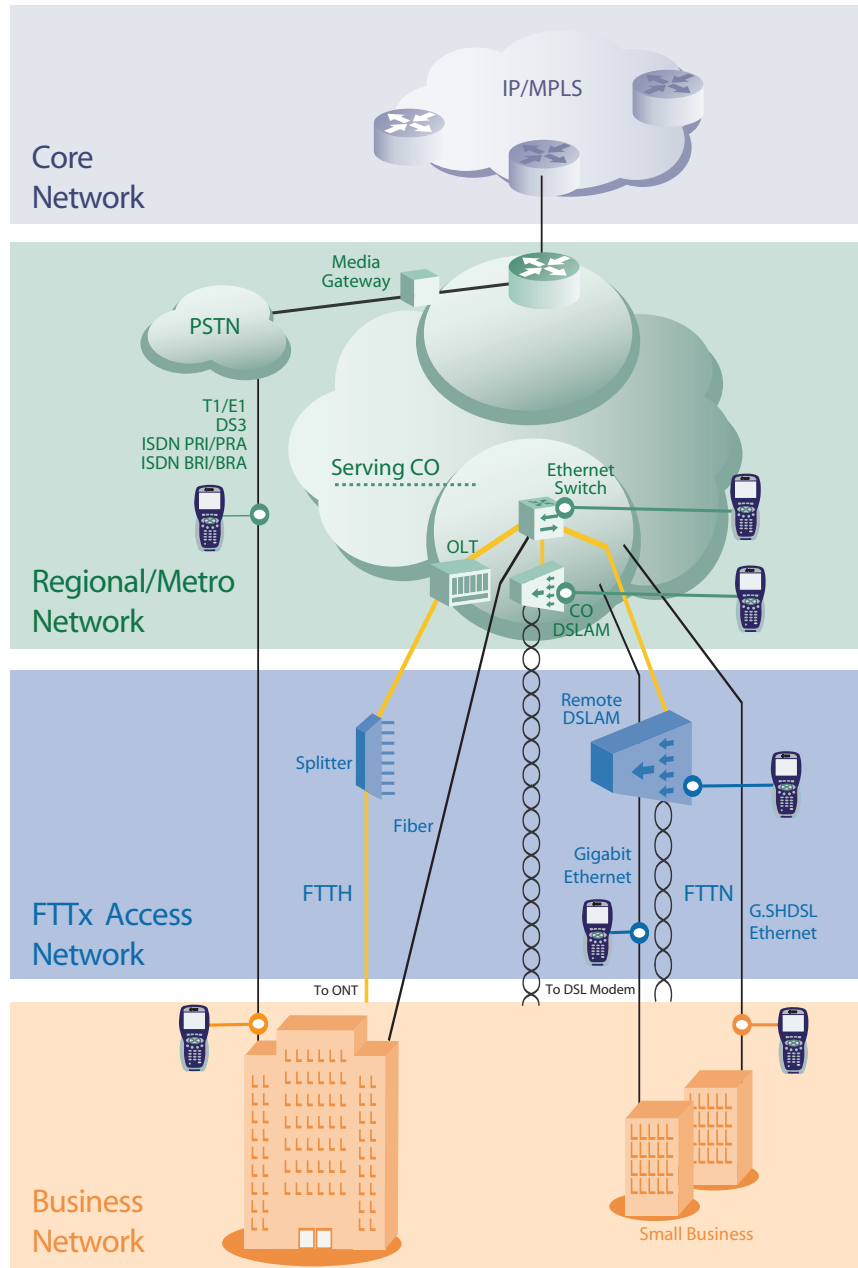 IP/MPLS
Core
Network
Media
Gateway
PSTN
T1/E1
DS3
ISDN PRI/PRA
ISDN BRI/BRA
Serving CO
Ethernet
Switch
OLT
CO
DSLAM
Regional/Metro
Network
Remote
DSLAM
Splitter
Fiber
Gigabit
Ethernet
FTTH
FTTN
G.SHDSL
Ethernet
FTTx Access
Network
To ONT
To DSL Modem
Business
Network
Small Business